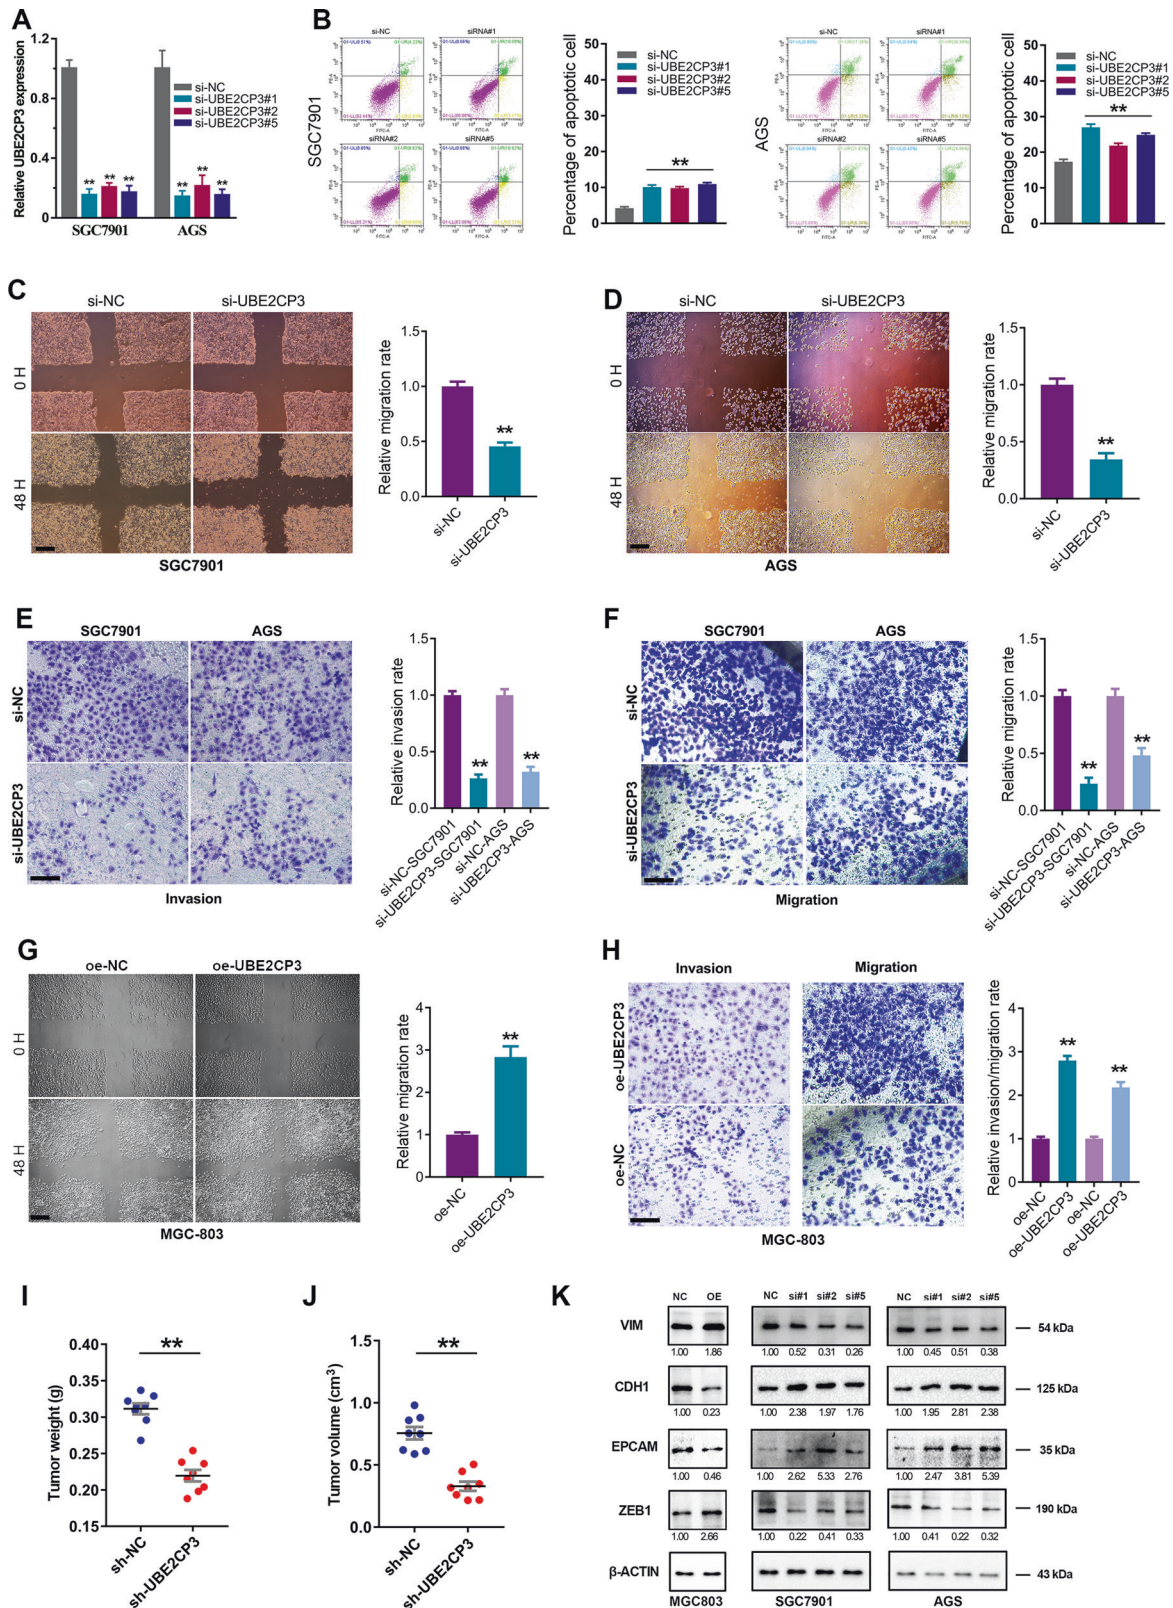 A
Relative UBE2CP3 expression
1.2
0.8
0.4
0
SGC7901
AGS
si-NC
si-UBE2CP3#1
si-UBE2CP3#2
si-UBE2CP3#5
** ** **
** ** **
B
SGC7901
si-NC
siRNA#1
siRNA#2
siRNA#5
PE-A
FITC-A
Percentage of apoptotic cell
50
40
30
20
10
0
si-NC
si-UBE2CP3#1
si-UBE2CP3#2
si-UBE2CP3#5
**
AGS
si-NC
siRNA#1
siRNA#2
siRNA#5
PE-A
FITC-A
Percentage of apoptotic cell
50
40
30
20
10
0
si-NC
si-UBE2CP3#1
si-UBE2CP3#2
si-UBE2CP3#5
**
C
si-NC
si-UBE2CP3
0 H
48 H
SGC7901
Relative migration rate
1.5
1.0
0.5
0.0
**
si-NC
si-UBE2CP3
D
si-NC
si-UBE2CP3
0 H
48 H
AGS
Relative migration rate
1.5
1.0
0.5
0.0
**
si-NC
si-UBE2CP3
E
SGC7901
AGS
si-NC
si-UBE2CP3
Invasion
Relative invasion rate
1.5
1.0
0.5
0
** **
si-NC-SGC7901
si-UBE2CP3-SGC7901
si-NC-AGS
si-UBE2CP3-AGS
F
SGC7901
AGS
si-NC
si-UBE2CP3
Migration
Relative migration rate
1.5
1.0
0.5
0.0
** **
si-NC-SGC7901
si-UBE2CP3-SGC7901
si-NC-AGS
si-UBE2CP3-AGS
G
oe-NC
oe-UBE2CP3
0 H
48 H
MGC-803
Relative migration rate
4
3
2
1
0
**
oe-NC
oe-UBE2CP3
H
Invasion
Migration
oe-UBE2CP3
oe-NC
MGC-803
Relative invasion/migration rate
4
3
2
1
0
** **
oe-NC
oe-UBE2CP3
oe-NC
oe-UBE2CP3
I
Tumor weight (g)
0.40
0.35
0.30
0.25
0.20
0.15
**
sh-NC
sh-UBE2CP3
J
Tumor volume (cm³)
1.5
1.0
0.5
0.0
**
sh-NC
sh-UBE2CP3
K
NC OE NC si#1 si#2 si#5 NC si#1 si#2 si#5
VIM 54 kDa
1.00 1.86 1.00 0.52 0.31 0.26 1.00 0.45 0.51 0.38
CDH1 125 kDa
1.00 0.23 1.00 2.38 1.97 1.76 1.00 1.95 2.81 2.38
EPCAM 35 kDa
1.00 0.46 1.00 2.62 5.33 2.76 1.00 2.47 3.81 5.39
ZEB1 190 kDa
1.00 2.66 1.00 0.22 0.41 0.33 1.00 0.41 0.22 0.32
β-ACTIN 43 kDa
MGC803 SGC7901 AGS